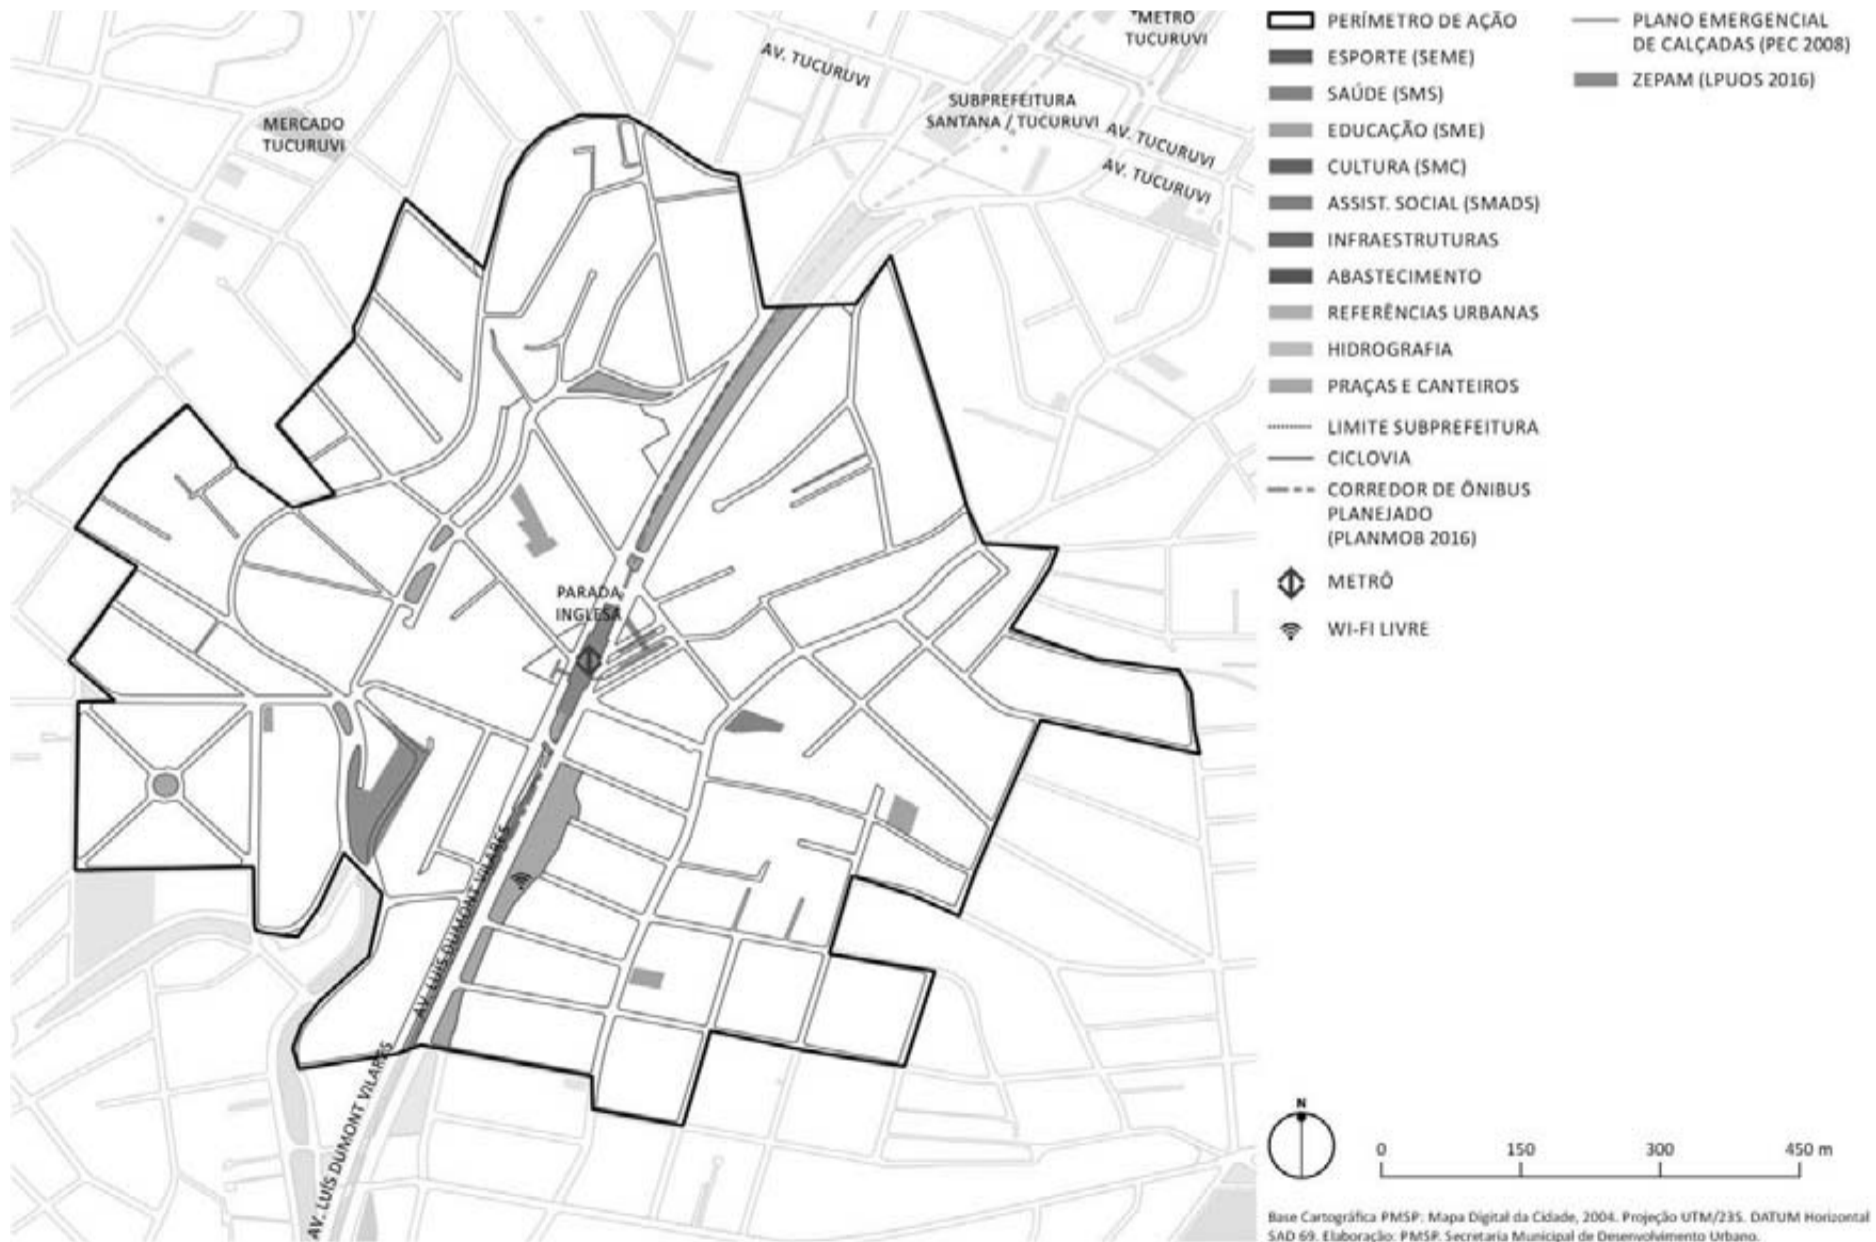 METRÔ
TUCURUVI
AV. TUCURUVI
SUBPREFEITURA
SANTANA / TUCURUVI
AV. TUCURUVI
AV. TUCURUVI
MERCADO
TUCURUVI
PARADA
INGLESA
AV. LUÍS DUMONT VILARES
AV. LUÍS DUMONT VILARES
PERÍMETRO DE AÇÃO
ESPORTE (SEME)
SAÚDE (SMS)
EDUCAÇÃO (SME)
CULTURA (SMC)
ASSIST. SOCIAL (SMADS)
INFRAESTRUTURAS
ABASTECIMENTO
REFERÊNCIAS URBANAS
HIDROGRAFIA
PRAÇAS E CANTEIROS
LIMITE SUBPREFEITURA
CICLOVIA
CORREDOR DE ÔNIBUS
PLANEJADO
(PLANMOB 2016)
METRÔ
WI-FI LIVRE
PLANO EMERGENCIAL
DE CALÇADAS (PEC 2008)
ZEPAM (LPUOS 2016)
N
0 150 300 450 m
Base Cartográfica PMSP: Mapa Digital da Cidade, 2004. Projeção UTM/23S. DATUM Horizontal
SAD 69. Elaboração: PMSP. Secretaria Municipal de Desenvolvimento Urbano.